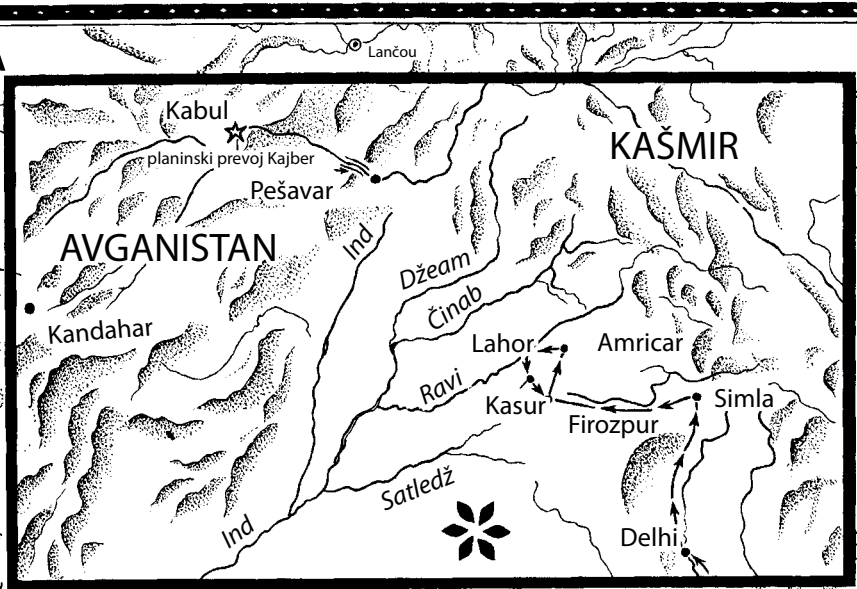 Lančou
Kabul
planinski prevoj Kajber
KAŠMIR
Pešavar
Ind
AVGANISTAN
Džeam
Činab
Kandahar
Lahor
Amricar
Ravi
Kasur
Simla
Firozpur
Satledž
Ind
Delhi